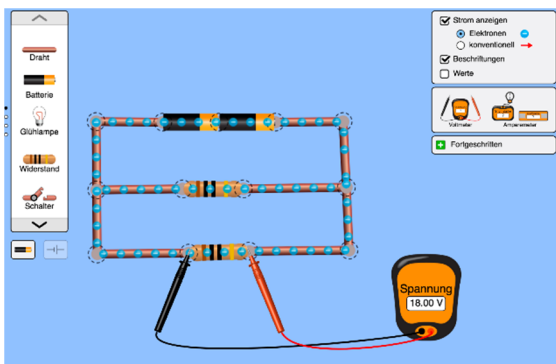 Draht
Batterie
Glühlampe
Widerstand
Schalter
Strom anzeigen
Elektronen
konventionell
Beschriftungen
Werte
Voltmeter
Amperemeter
Fortgeschritten
Spannung
18.00 V